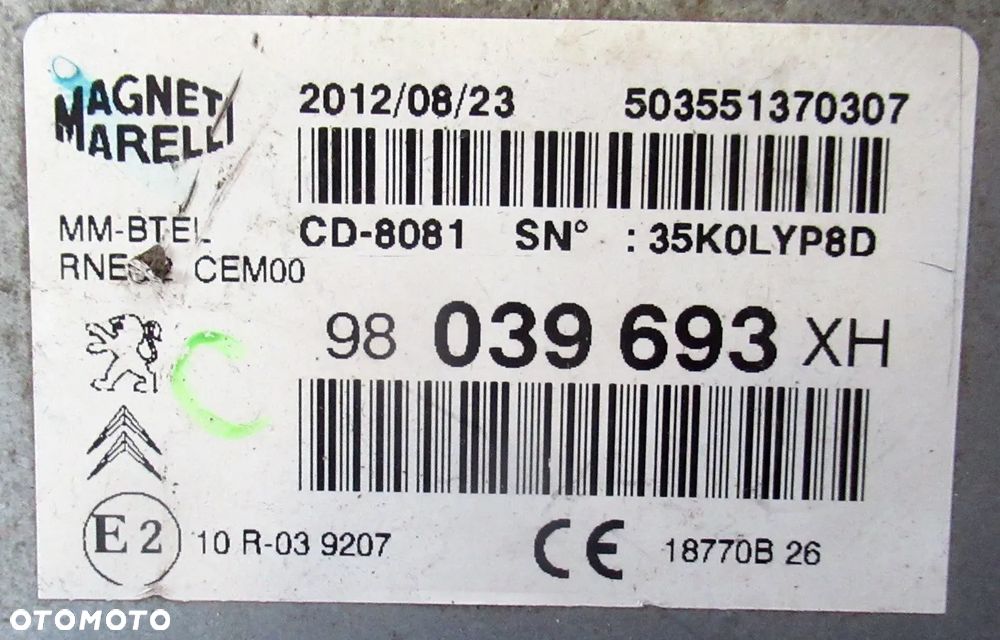 MAGNETI
MARELLI
2012/08/23 503551370307
MM-BTEL CD-8081 SN° : 35K0LYP8D
CEM00
98 039 693 XH
E2 10 R-03 9207 CE 18770B 26
OTOMOTO